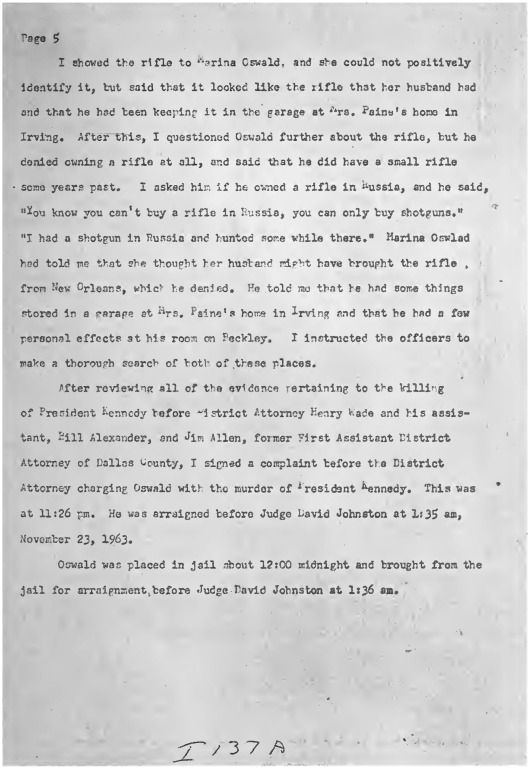 Page 5
I showed the rifle to Marina Oswald, and she could not positively
identify it, but said that it looked like the rifle that her husband had
and that he had been keeping it in the garage at Mrs. Paine's home in
Irving. After this, I questioned Oswald further about the rifle, but he
denied owning a rifle at all, and said that he did have a small rifle
some years past. I asked him if he owned a rifle in Russia, and he said,
"You know you can't buy a rifle in Russia, you can only buy shotguns."
"I had a shotgun in Russia and hunted some while there." Marina Oswlad
had told me that she thought her husband might have brought the rifle
from New Orleans, which he denied. He told me that he had some things
stored in a garage at Mrs. Paine's home in Irving and that he had a few
personal effects at his room on Beckley. I instructed the officers to
make a thorough search of both of these places.
After reviewing all of the evidence pertaining to the killing
of President Kennedy before District Attorney Henry Wade and his assis-
tant, Bill Alexander, and Jim Allen, former First Assistant District
Attorney of Dallas County, I signed a complaint before the District
Attorney charging Oswald with the murder of President Kennedy. This was
at 11:26 pm. He was arraigned before Judge David Johnston at 1:35 am,
November 23, 1963.
Oswald was placed in jail about 12:00 midnight and brought from the
jail for arraignment before Judge David Johnston at 1:36 am.
I 137 A